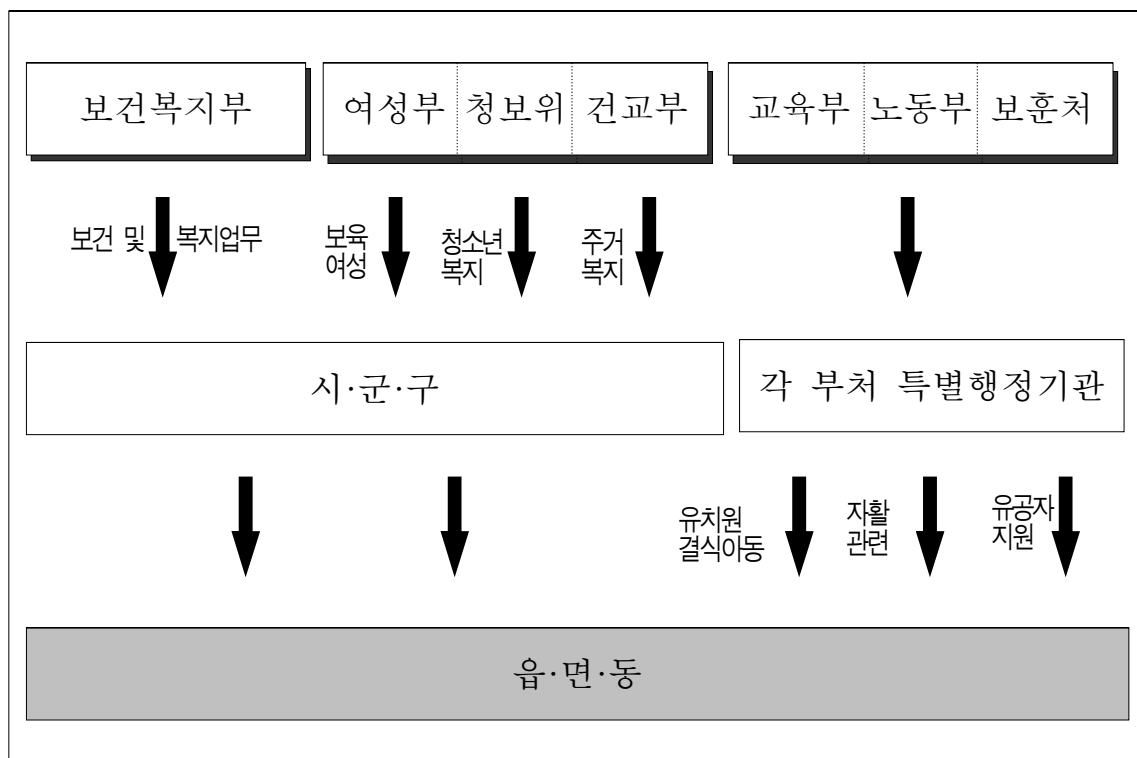 보건복지부
여성부 청보위 건교부
교육부 노동부 보훈처
보건 및 복지업무
보육
여성
청소년
복지
주거
복지
시·군·구
각 부처 특별행정기관
유치원
결식아동
자활
관련
유공자
지원
읍·면·동